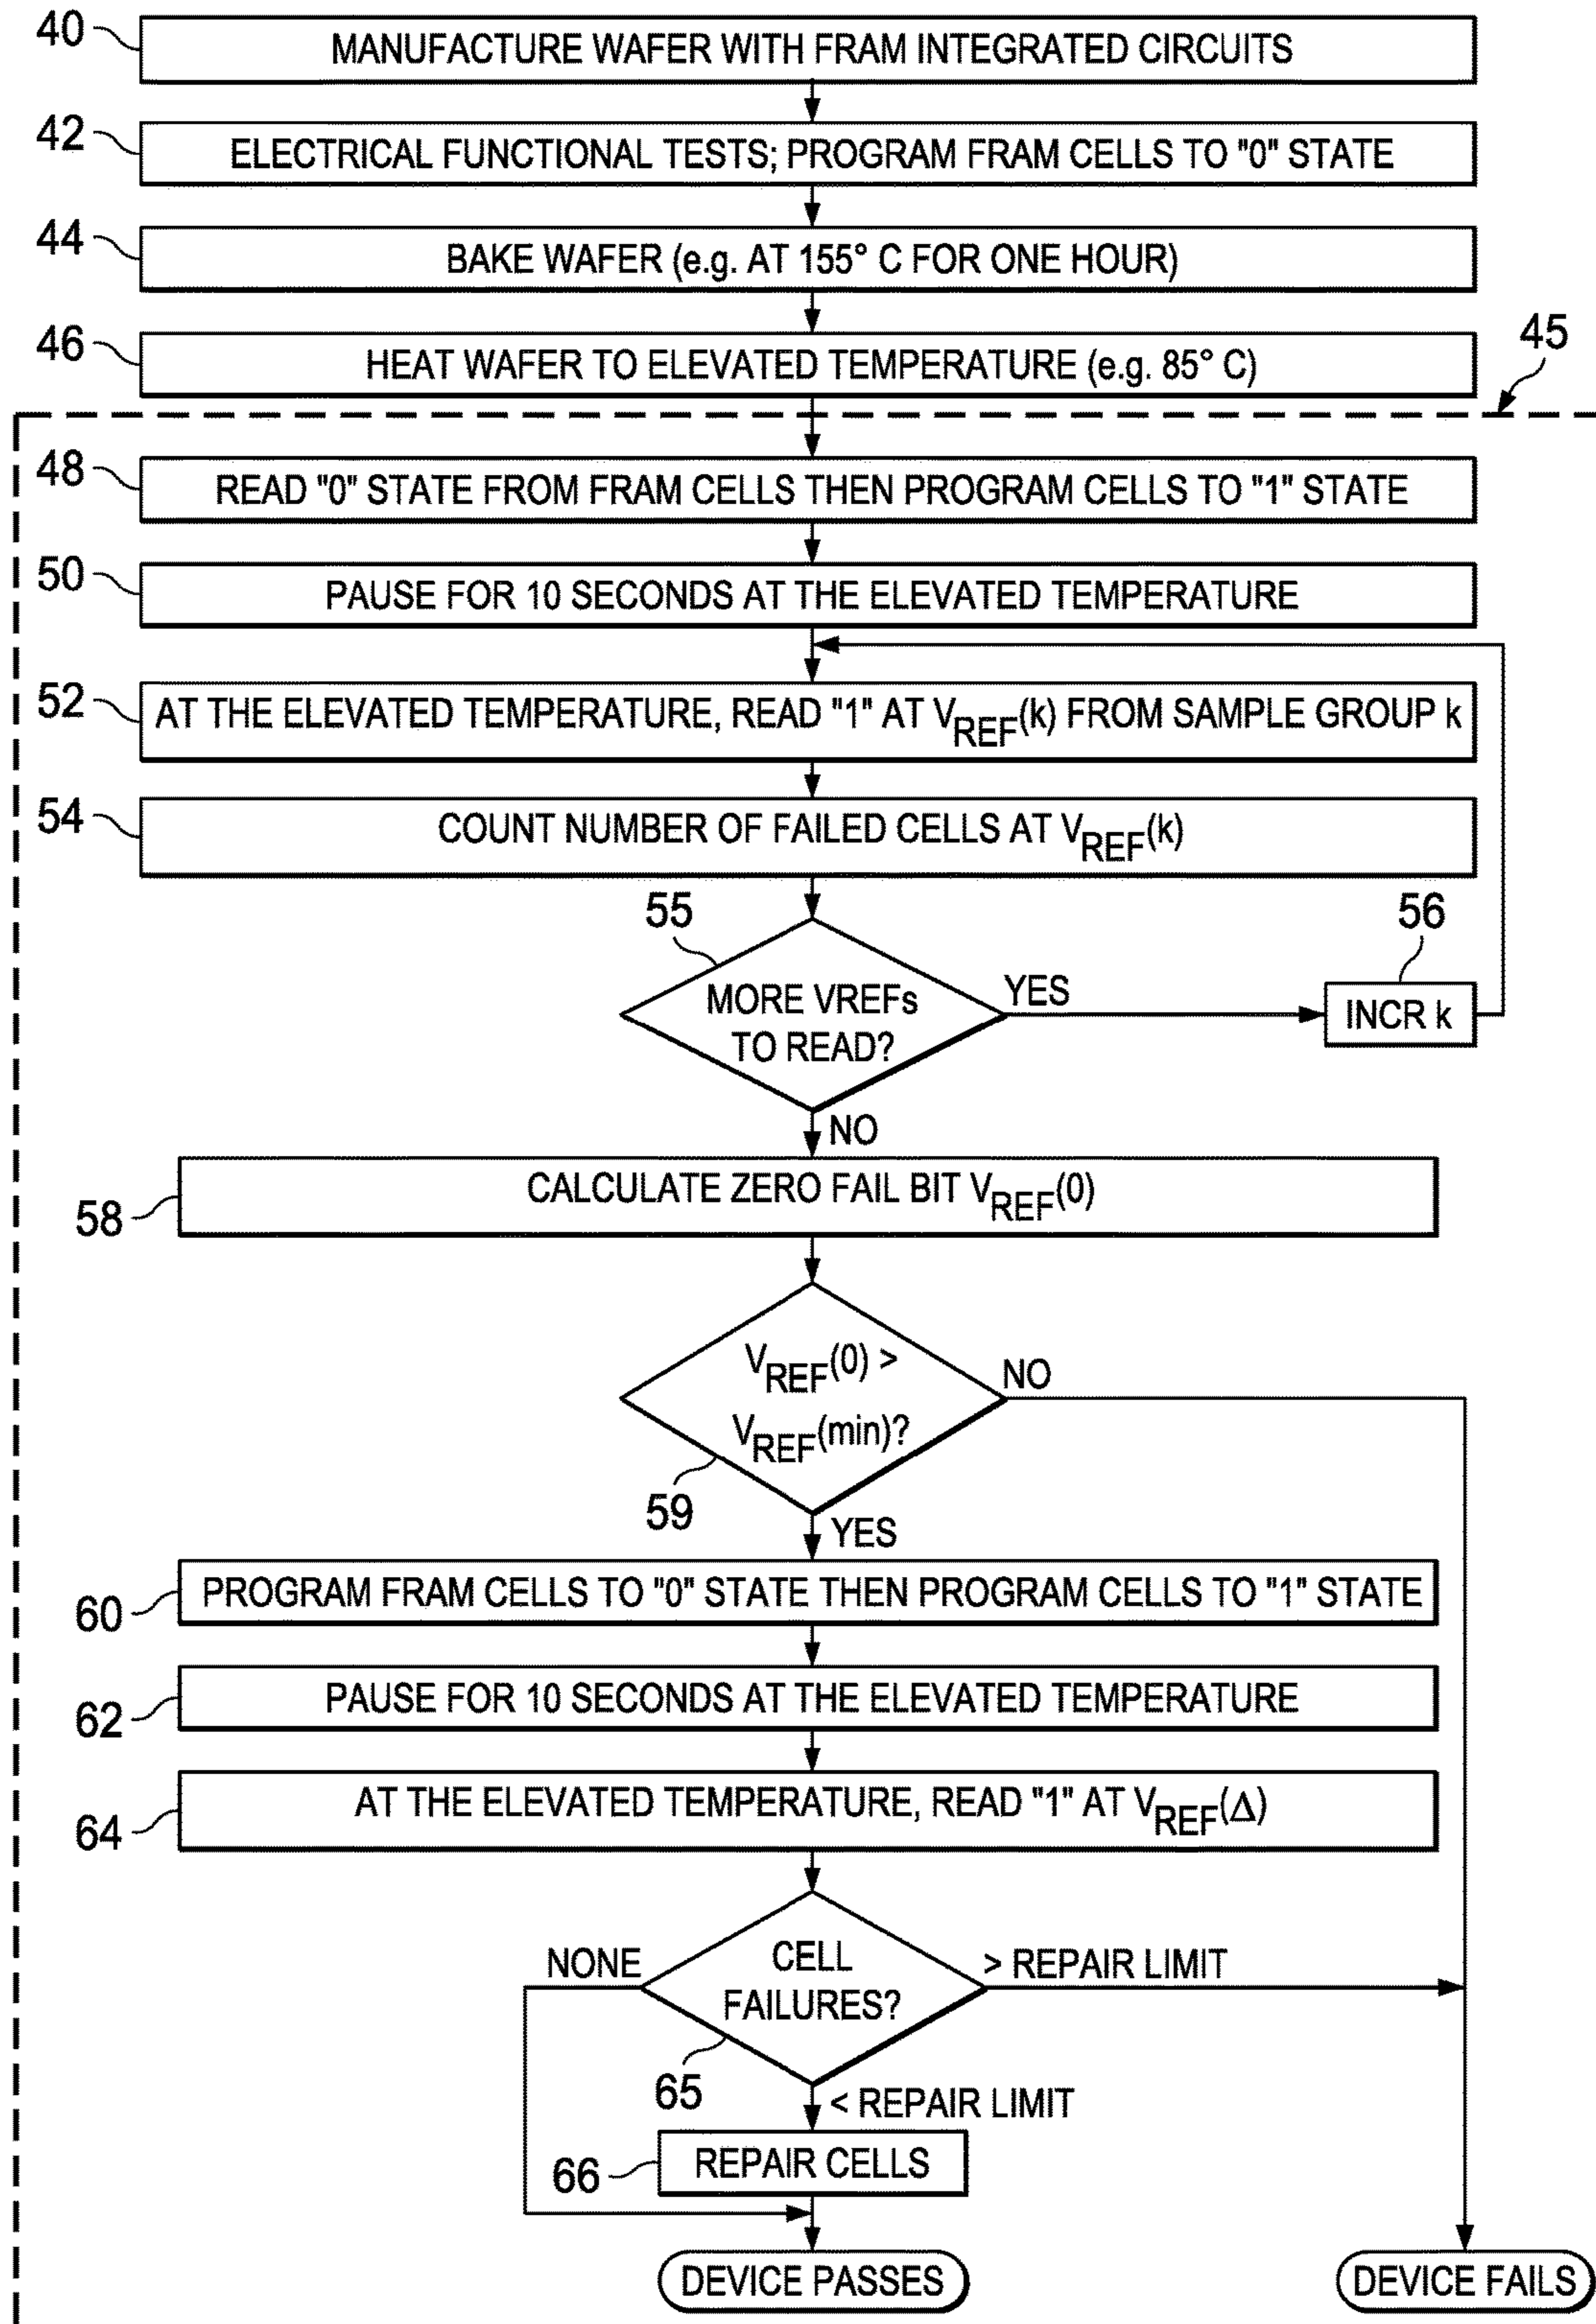 40
MANUFACTURE WAFER WITH FRAM INTEGRATED CIRCUITS
42
ELECTRICAL FUNCTIONAL TESTS; PROGRAM FRAM CELLS TO "0" STATE
44
BAKE WAFER (e.g. AT 155° C FOR ONE HOUR)
46
HEAT WAFER TO ELEVATED TEMPERATURE (e.g. 85° C)
45
48
READ "0" STATE FROM FRAM CELLS THEN PROGRAM CELLS TO "1" STATE
50
PAUSE FOR 10 SECONDS AT THE ELEVATED TEMPERATURE
52
AT THE ELEVATED TEMPERATURE, READ "1" AT VREF(k) FROM SAMPLE GROUP k
54
COUNT NUMBER OF FAILED CELLS AT VREF(k)
55
MORE VREFs
TO READ?
YES
56
INCR k
NO
58
CALCULATE ZERO FAIL BIT VREF(0)
VREF(0) >
VREF(min)?
NO
59
YES
60
PROGRAM FRAM CELLS TO "0" STATE THEN PROGRAM CELLS TO "1" STATE
62
PAUSE FOR 10 SECONDS AT THE ELEVATED TEMPERATURE
64
AT THE ELEVATED TEMPERATURE, READ "1" AT VREF(Δ)
NONE
CELL
FAILURES?
> REPAIR LIMIT
65
< REPAIR LIMIT
66
REPAIR CELLS
DEVICE PASSES
DEVICE FAILS